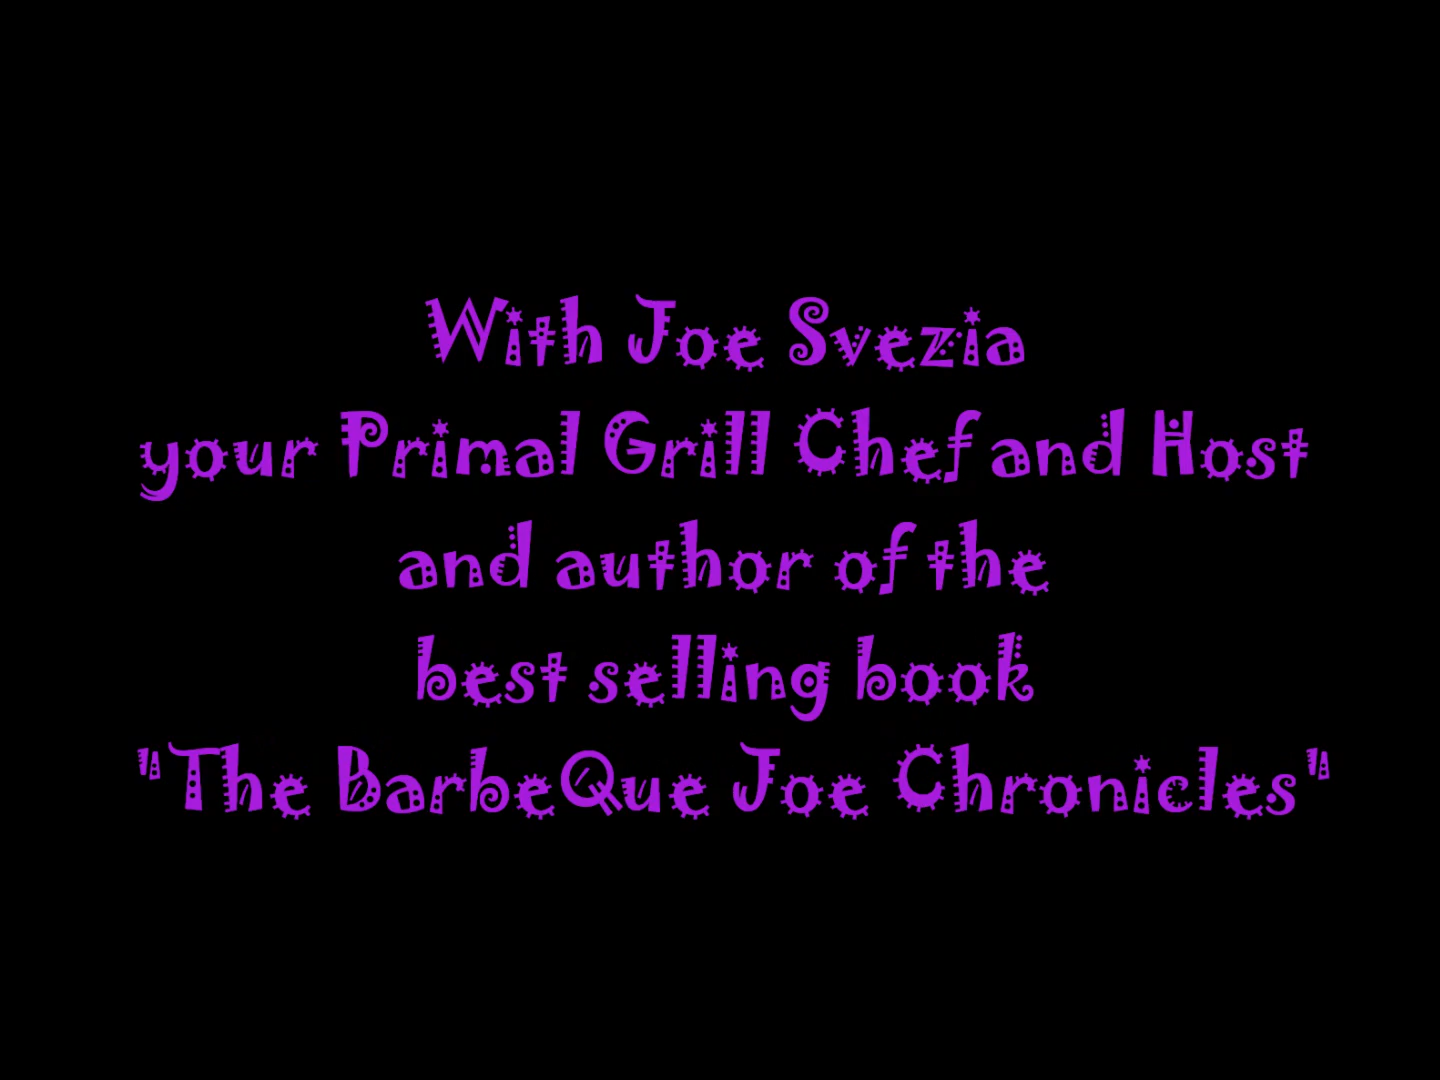 With Joe Svezia
your Primal Grill Chef and Host
and author of the
best selling book
"The BarbeQue Joe Chronicles"